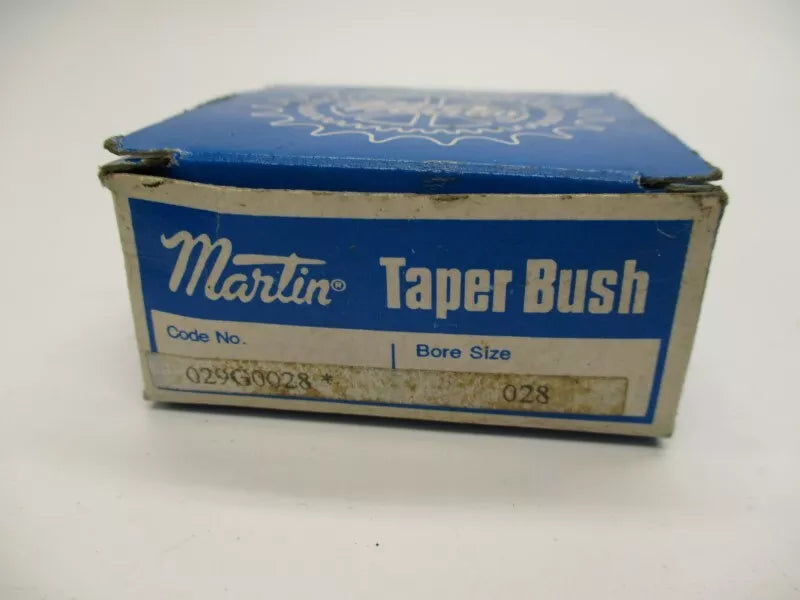 Martin® Taper Bush
Code No. Bore Size
029G0028 * 028